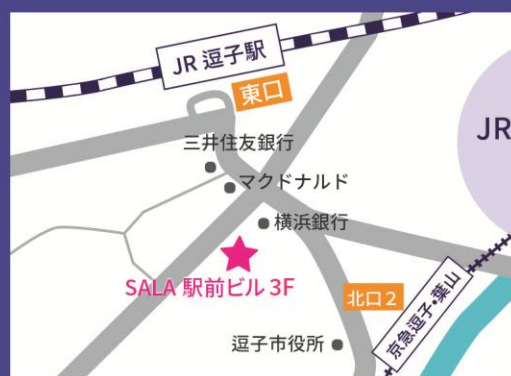 JR 逗子駅
東口
JR
三井住友銀行
マクドナルド
横浜銀行
SALA 駅前ビル 3F
北口2
京急逗子・葉山
逗子市役所